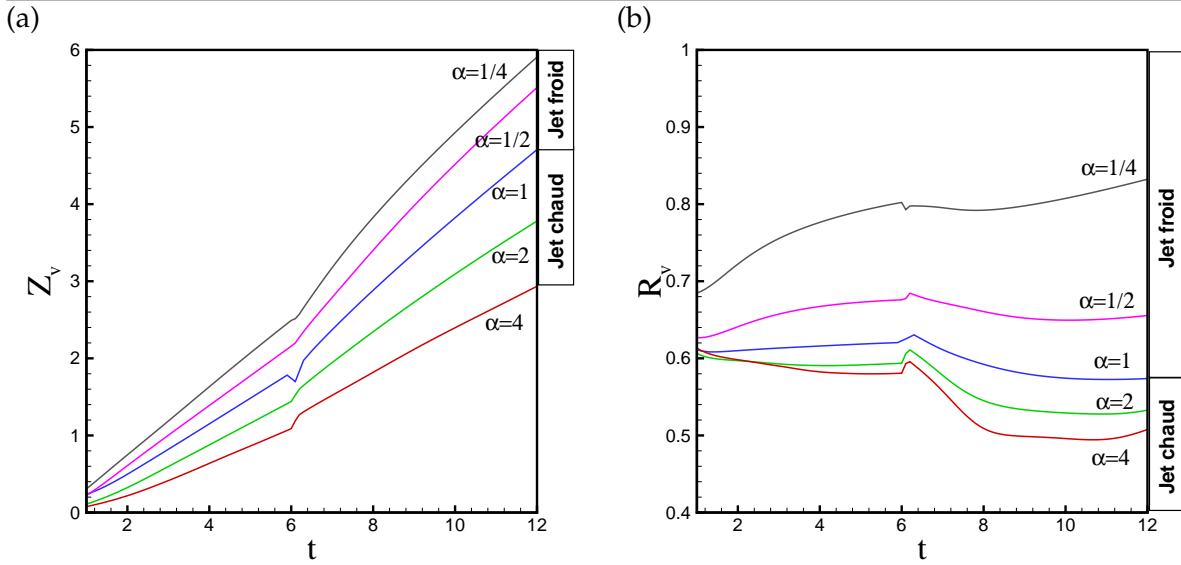 (a)
6
5
4
3
2
1
0
Z_v
2 4 6 8 10 12
t
α=1/4
α=1/2
α=1
α=2
α=4
Jet froid
Jet chaud
(b)
1
0.9
0.8
0.7
0.6
0.5
0.4
R_v
2 4 6 8 10 12
t
α=1/4
α=1/2
α=1
α=2
α=4
Jet froid
Jet chaud